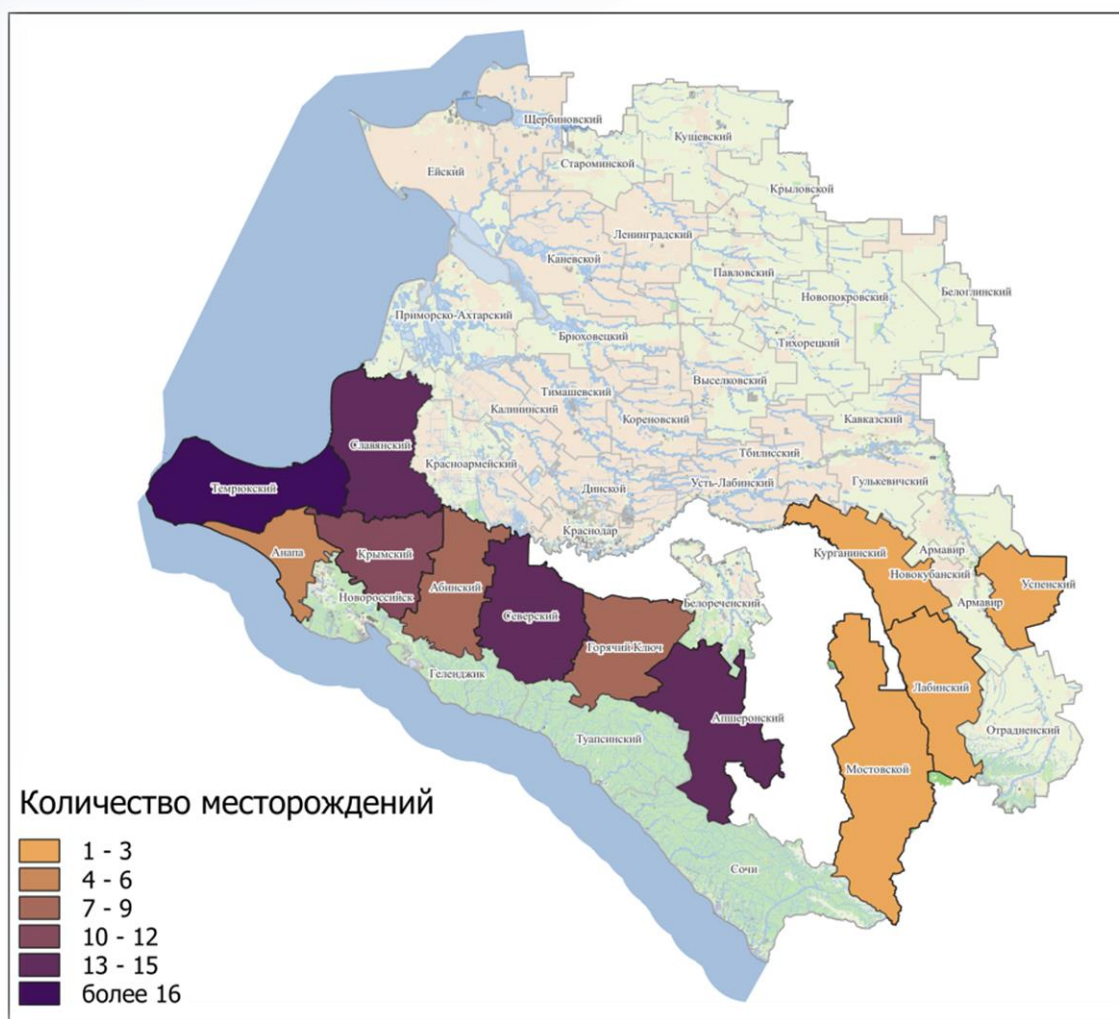 Щербиновский
Кущевский
Староминской
Ейский
Крыловской
Ленинградский
Каневской
Павловский
Новопокровский
Белоглинский
Приморско-Ахтарский
Брюховецкий
Тихорецкий
Выселковский
Тимашевский
Калининский
Кореновский
Кавказский
Славянский
Тбилисский
Красноармейский
Темрюкский
Динской
Усть-Лабинский
Гулькевичский
Краснодар
Анапа
Крымский
Курганинский
Армавир
Новокубанский
Успенский
Абинский
Новороссийск
Белореченский
Армавир
Северский
Горячий Ключ
Геленджик
Лабинский
Апшеронский
Отрадненский
Туапсинский
Мостовской
Сочи
Количество месторождений
1 - 3
4 - 6
7 - 9
10 - 12
13 - 15
более 16